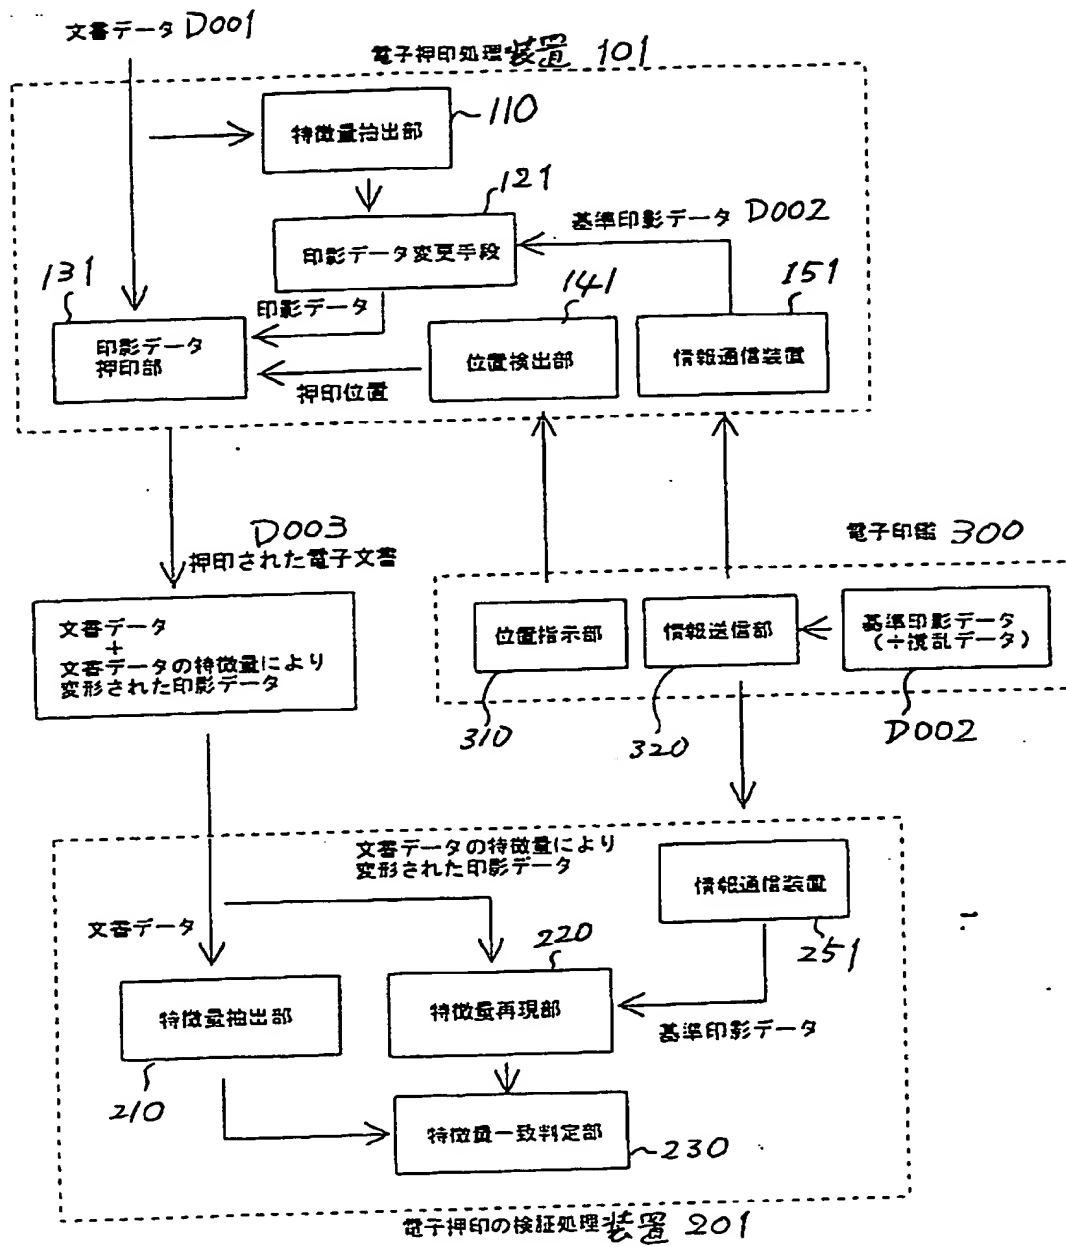 文書データ D001
電子押印処理装置 101
特徴量抽出部
110
121
印影データ変更手段
基準印影データ D002
131
印影データ
141
151
印影データ
押印部
位置検出部
情報通信装置
押印位置
D003
押印された電子文書
電子印鑑 300
文書データ
+
文書データの特徴量により
変形された印影データ
位置指示部
情報送信部
基準印影データ
(+撹乱データ)
310
320
D002
文書データの特徴量により
変形された印影データ
情報通信装置
文書データ
220
251
特徴量抽出部
特徴量再現部
基準印影データ
210
特徴量一致判定部
230
電子押印の検証処理装置 201